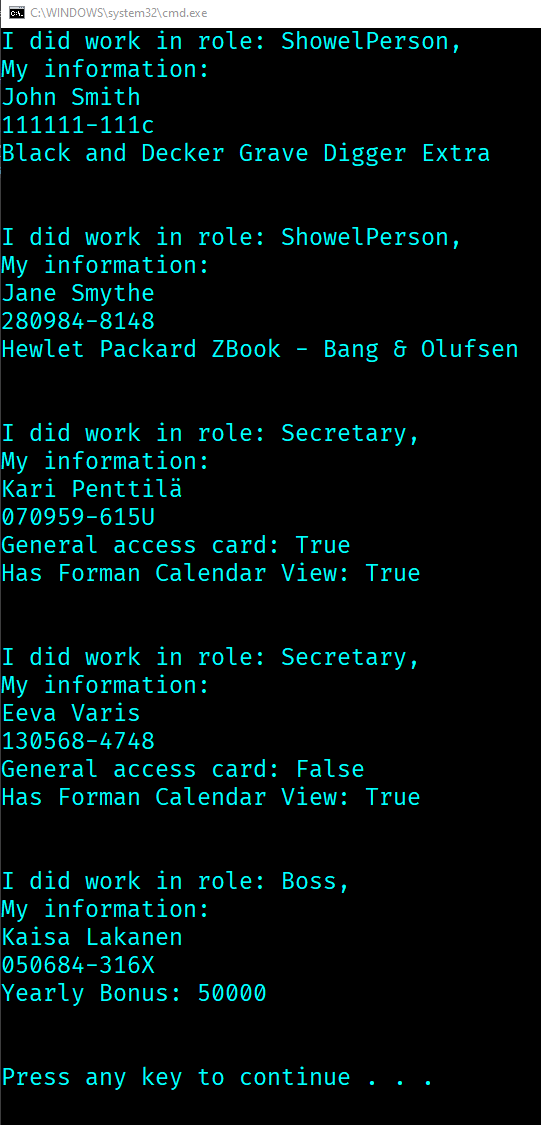 C:\WINDOWS\system32\cmd.exe
I did work in role: ShowelPerson,
My information:
John Smith
111111-111c
Black and Decker Grave Digger Extra
I did work in role: ShowelPerson,
My information:
Jane Smythe
280984-8148
Hewlet Packard ZBook - Bang & Olufsen
I did work in role: Secretary,
My information:
Kari Penttilä
070959-615U
General access card: True
Has Forman Calendar View: True
I did work in role: Secretary,
My information:
Eeva Varis
130568-4748
General access card: False
Has Forman Calendar View: True
I did work in role: Boss,
My information:
Kaisa Lakanen
050684-316X
Yearly Bonus: 50000
Press any key to continue . . .